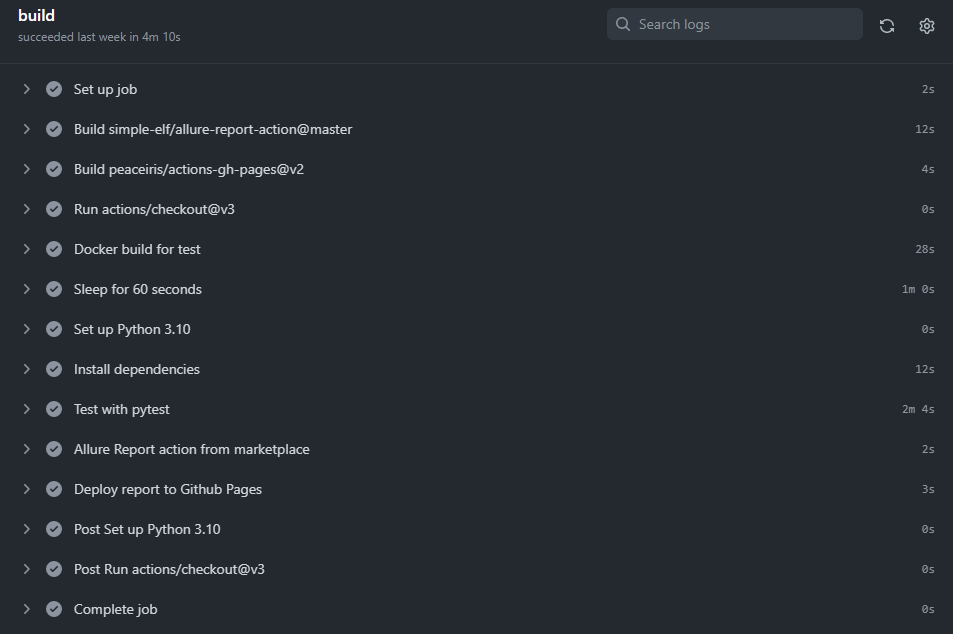 build
succeeded last week in 4m 10s
Search logs
Set up job 2s
Build simple-elf/allure-report-action@master 12s
Build peaceiris/actions-gh-pages@v2 4s
Run actions/checkout@v3 0s
Docker build for test 28s
Sleep for 60 seconds 1m 0s
Set up Python 3.10 0s
Install dependencies 12s
Test with pytest 2m 4s
Allure Report action from marketplace 2s
Deploy report to Github Pages 3s
Post Set up Python 3.10 0s
Post Run actions/checkout@v3 0s
Complete job 0s